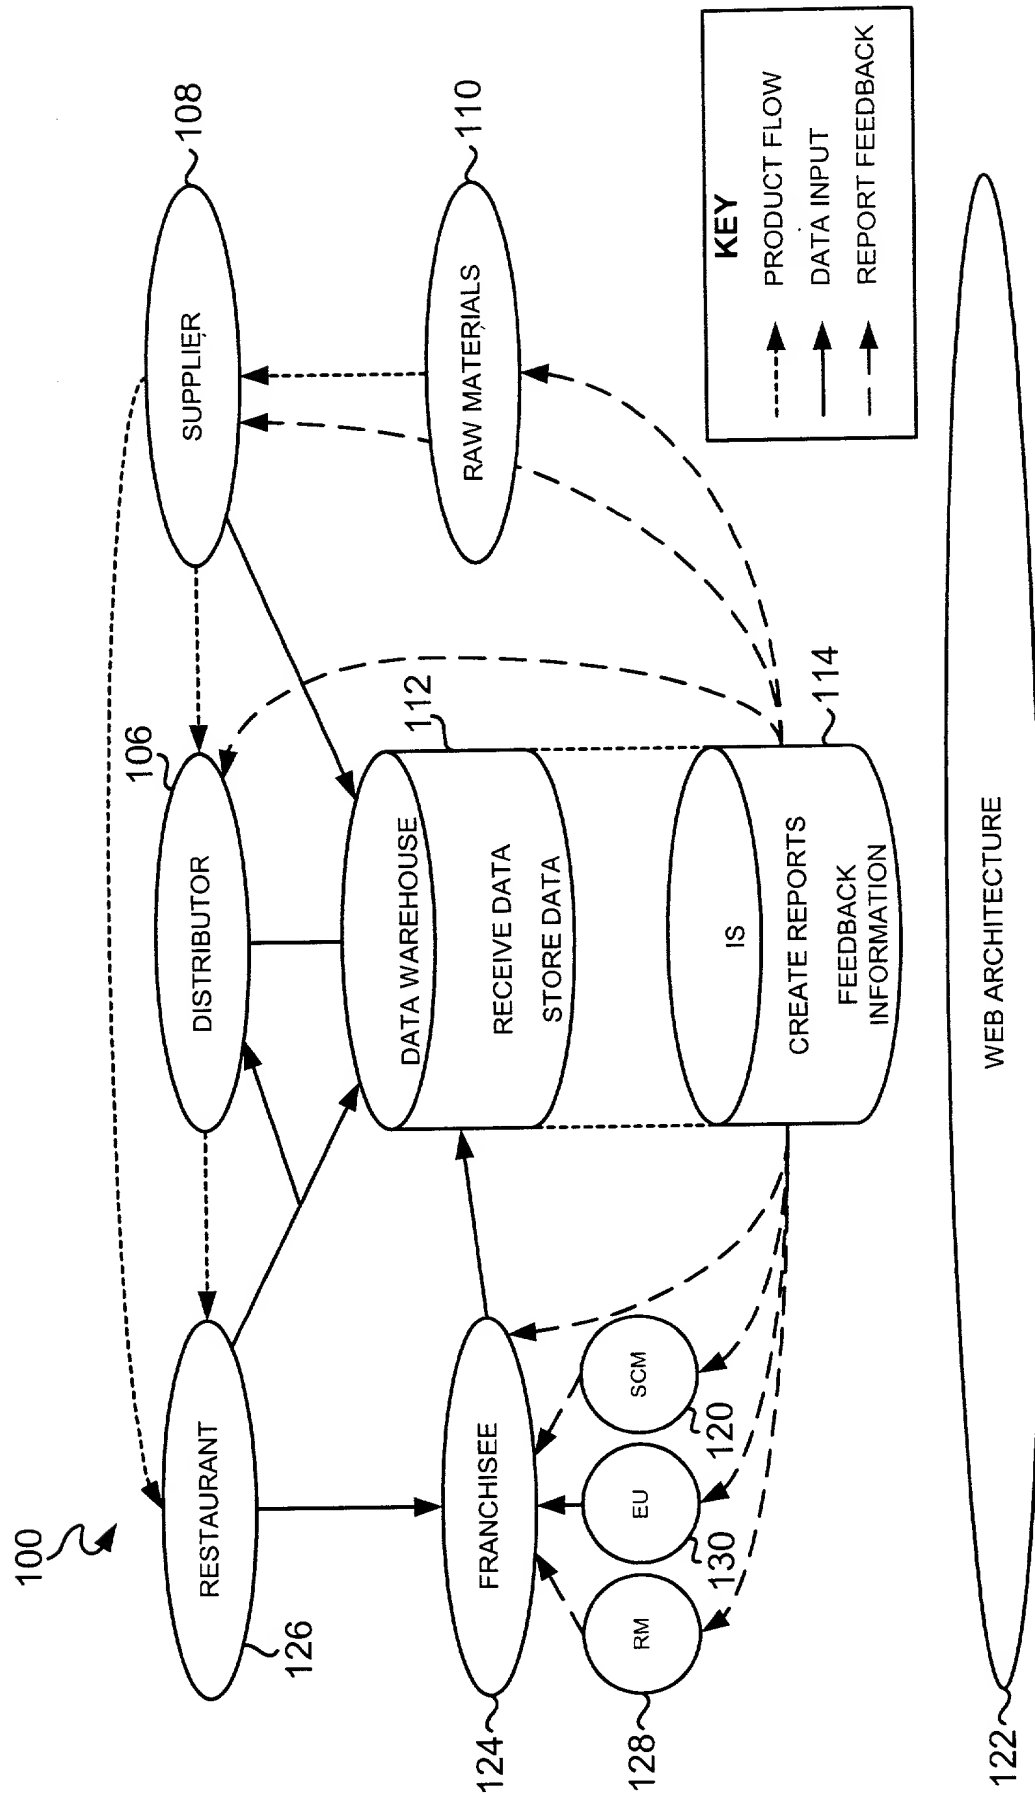 100
126
RESTAURANT
106
DISTRIBUTOR
108
SUPPLIER
124
FRANCHISEE
112
DATA WAREHOUSE
RECEIVE DATA
STORE DATA
110
RAW MATERIALS
128
RM
130
EU
120
SCM
114
IS
CREATE REPORTS
FEEDBACK
INFORMATION
KEY
PRODUCT FLOW
DATA INPUT
REPORT FEEDBACK
122
WEB ARCHITECTURE